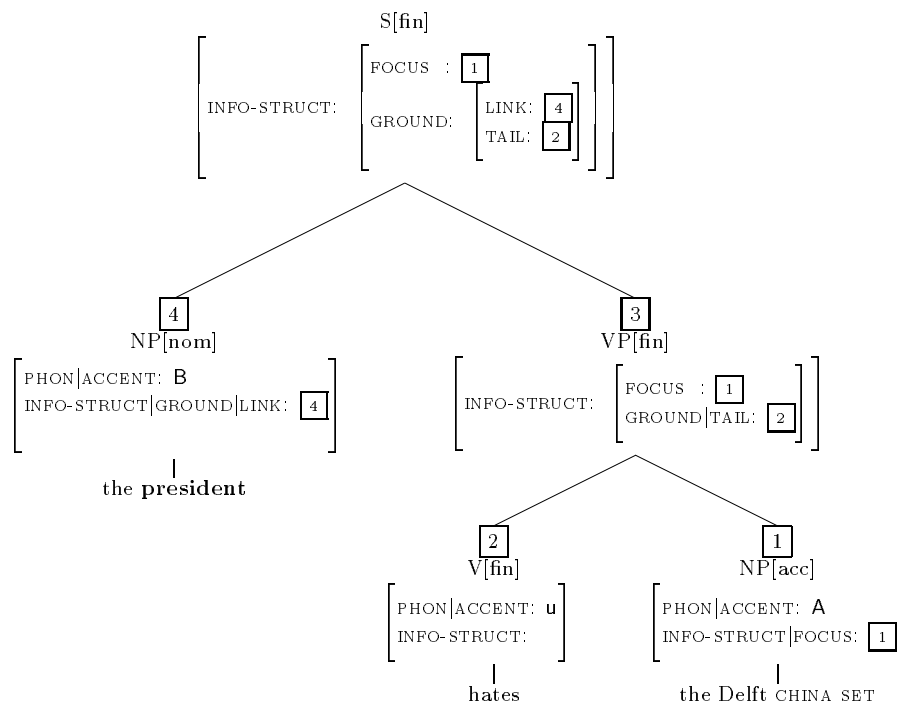 S[fin]
FOCUS : 1
INFO-STRUCT:
LINK: 4
GROUND:
TAIL: 2
4
NP[nom]
PHON|ACCENT: B
INFO-STRUCT|GROUND|LINK: 4
the president
3
VP[fin]
FOCUS : 1
INFO-STRUCT:
GROUND|TAIL: 2
2
V[fin]
PHON|ACCENT: u
INFO-STRUCT:
hates
1
NP[acc]
PHON|ACCENT: A
INFO-STRUCT|FOCUS: 1
the Delft CHINA SET